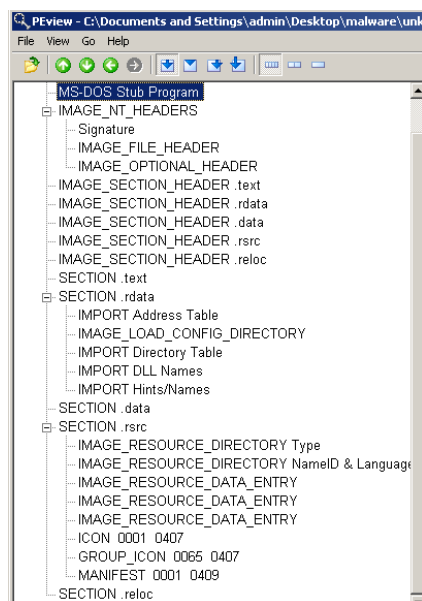 PEview - C:\Documents and Settings\admin\Desktop\malware\unk
File View Go Help
MS-DOS Stub Program
IMAGE_NT_HEADERS
Signature
IMAGE_FILE_HEADER
IMAGE_OPTIONAL_HEADER
IMAGE_SECTION_HEADER .text
IMAGE_SECTION_HEADER .rdata
IMAGE_SECTION_HEADER .data
IMAGE_SECTION_HEADER .rsrc
IMAGE_SECTION_HEADER .reloc
SECTION .text
SECTION .rdata
IMPORT Address Table
IMAGE_LOAD_CONFIG_DIRECTORY
IMPORT Directory Table
IMPORT DLL Names
IMPORT Hints/Names
SECTION .data
SECTION .rsrc
IMAGE_RESOURCE_DIRECTORY Type
IMAGE_RESOURCE_DIRECTORY NameID & Language
IMAGE_RESOURCE_DATA_ENTRY
IMAGE_RESOURCE_DATA_ENTRY
IMAGE_RESOURCE_DATA_ENTRY
ICON 0001 0407
GROUP_ICON 0065 0407
MANIFEST 0001 0409
SECTION .reloc